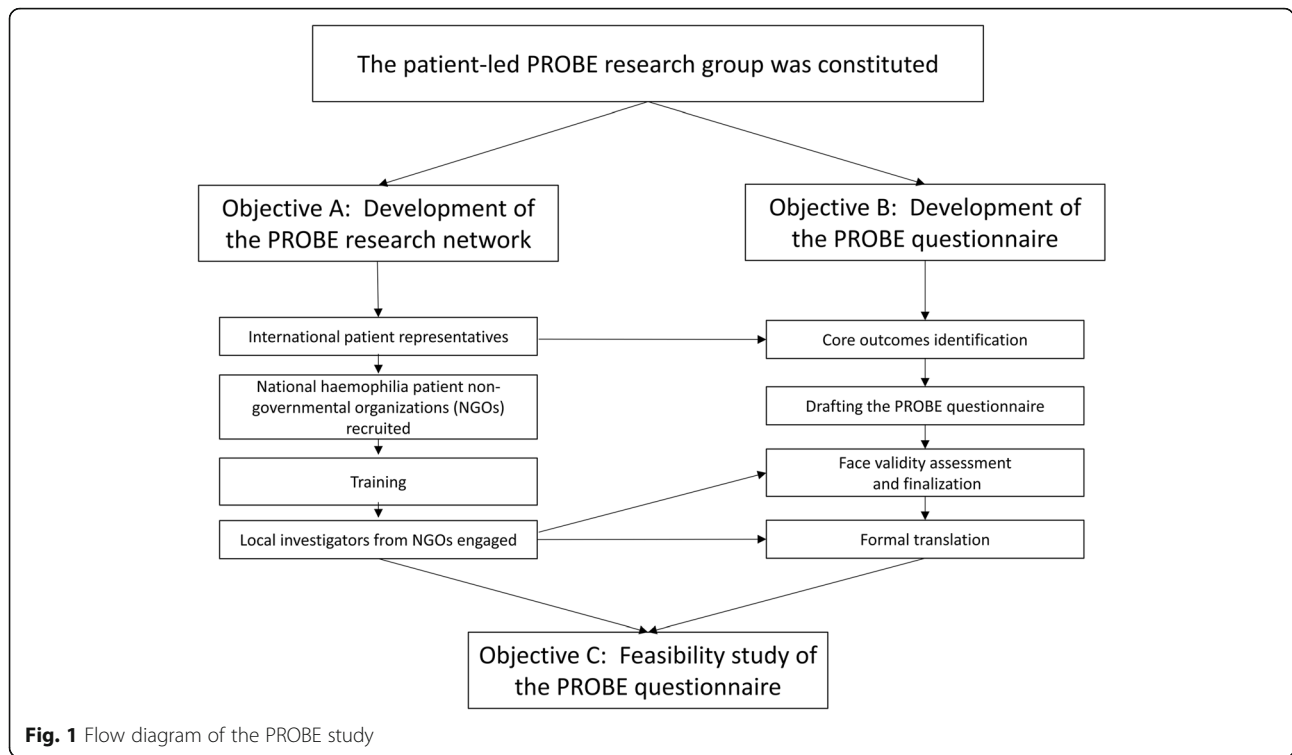 The patient-led PROBE research group was constituted
Objective A: Development of
the PROBE research network
Objective B: Development of
the PROBE questionnaire
International patient representatives
Core outcomes identification
National haemophilia patient non-
governmental organizations (NGOs)
recruited
Drafting the PROBE questionnaire
Training
Face validity assessment
and finalization
Local investigators from NGOs engaged
Formal translation
Objective C: Feasibility study of
the PROBE questionnaire
Fig. 1 Flow diagram of the PROBE study